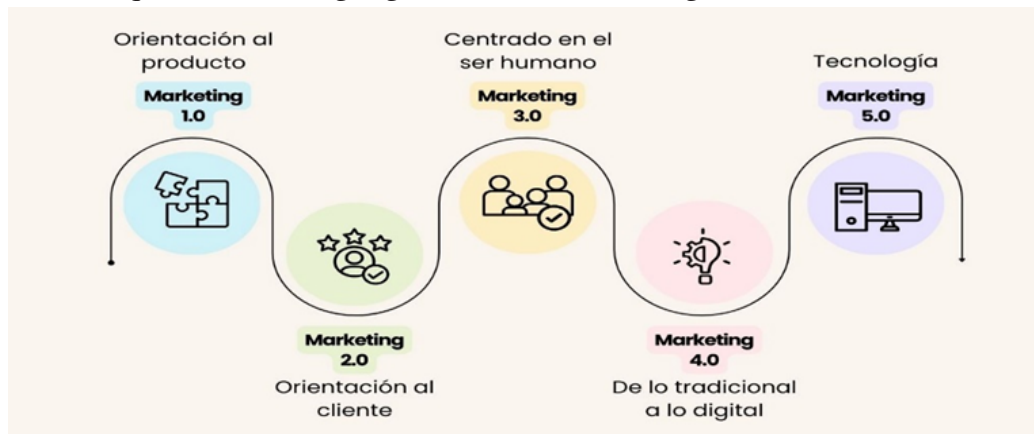 Orientación al
producto
Marketing
1.0
Marketing
2.0
Orientación al
cliente
Centrado en el
ser humano
Marketing
3.0
Marketing
4.0
De lo tradicional
a lo digital
Tecnología
Marketing
5.0